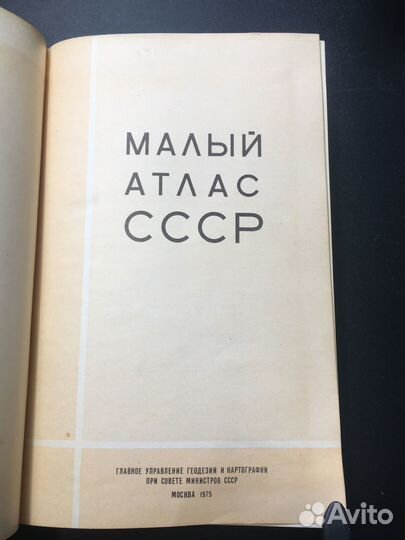 МАЛЫЙ
АТЛАС
СССР
ГЛАВНОЕ УПРАВЛЕНИЕ ГЕОДЕЗИИ И КАРТОГРАФИИ
ПРИ СОВЕТЕ МИНИСТРОВ СССР
МОСКВА 1975
Avito